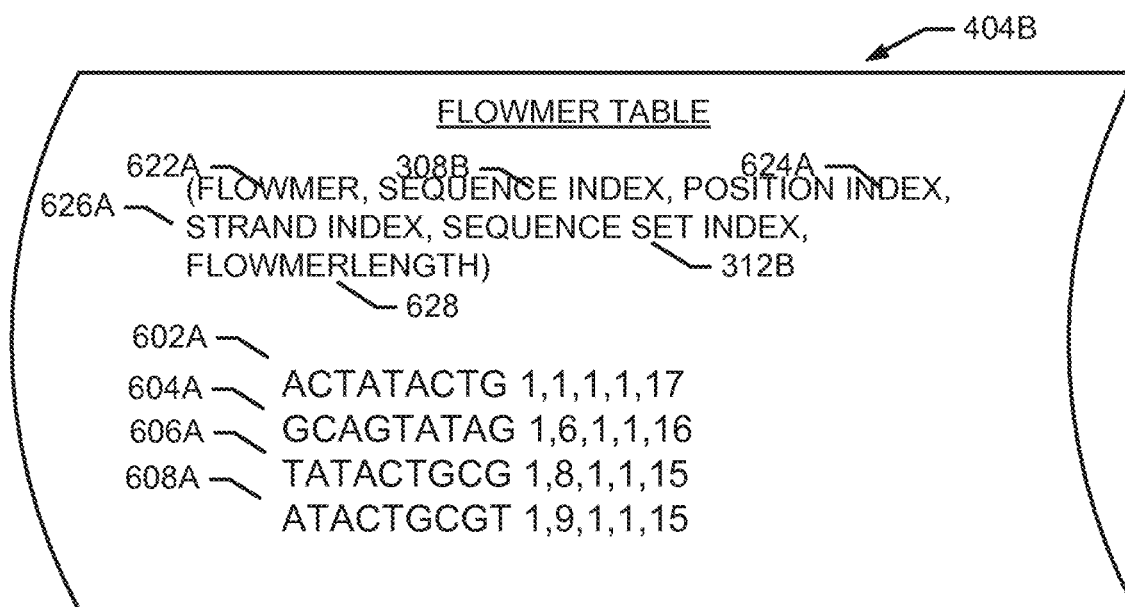 404B
FLOWMER TABLE
622A 308B 624A
(FLOWMER, SEQUENCE INDEX, POSITION INDEX,
626A
STRAND INDEX, SEQUENCE SET INDEX,
FLOWMERLENGTH) 312B
628
602A
ACTATACTG 1,1,1,1,17
604A
GCAGTATAG 1,6,1,1,16
606A
TATACTGCG 1,8,1,1,15
608A
ATACTGCGT 1,9,1,1,15